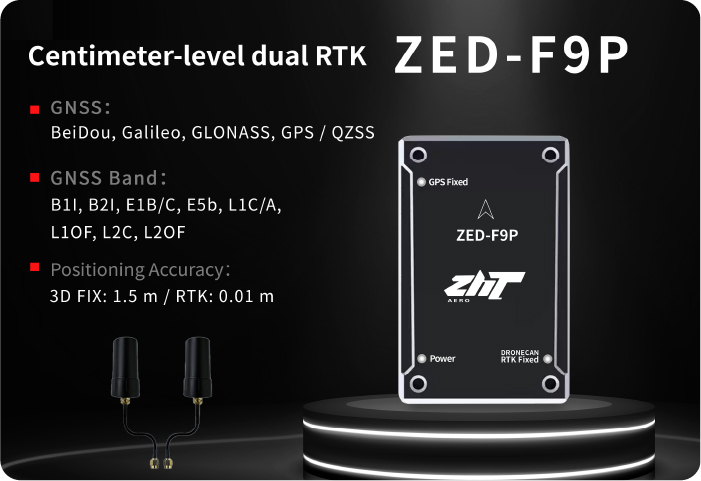 Centimeter-level dual RTK ZED-F9P
GNSS:
BeiDou, Galileo, GLONASS, GPS / QZSS
GNSS Band:
B1I, B2I, E1B/C, E5b, L1C/A,
L1OF, L2C, L2OF
Positioning Accuracy:
3D FIX: 1.5 m / RTK: 0.01 m
GPS Fixed
ZED-F9P
ZHT
AERO
Power
DRONECAN
RTK Fixed